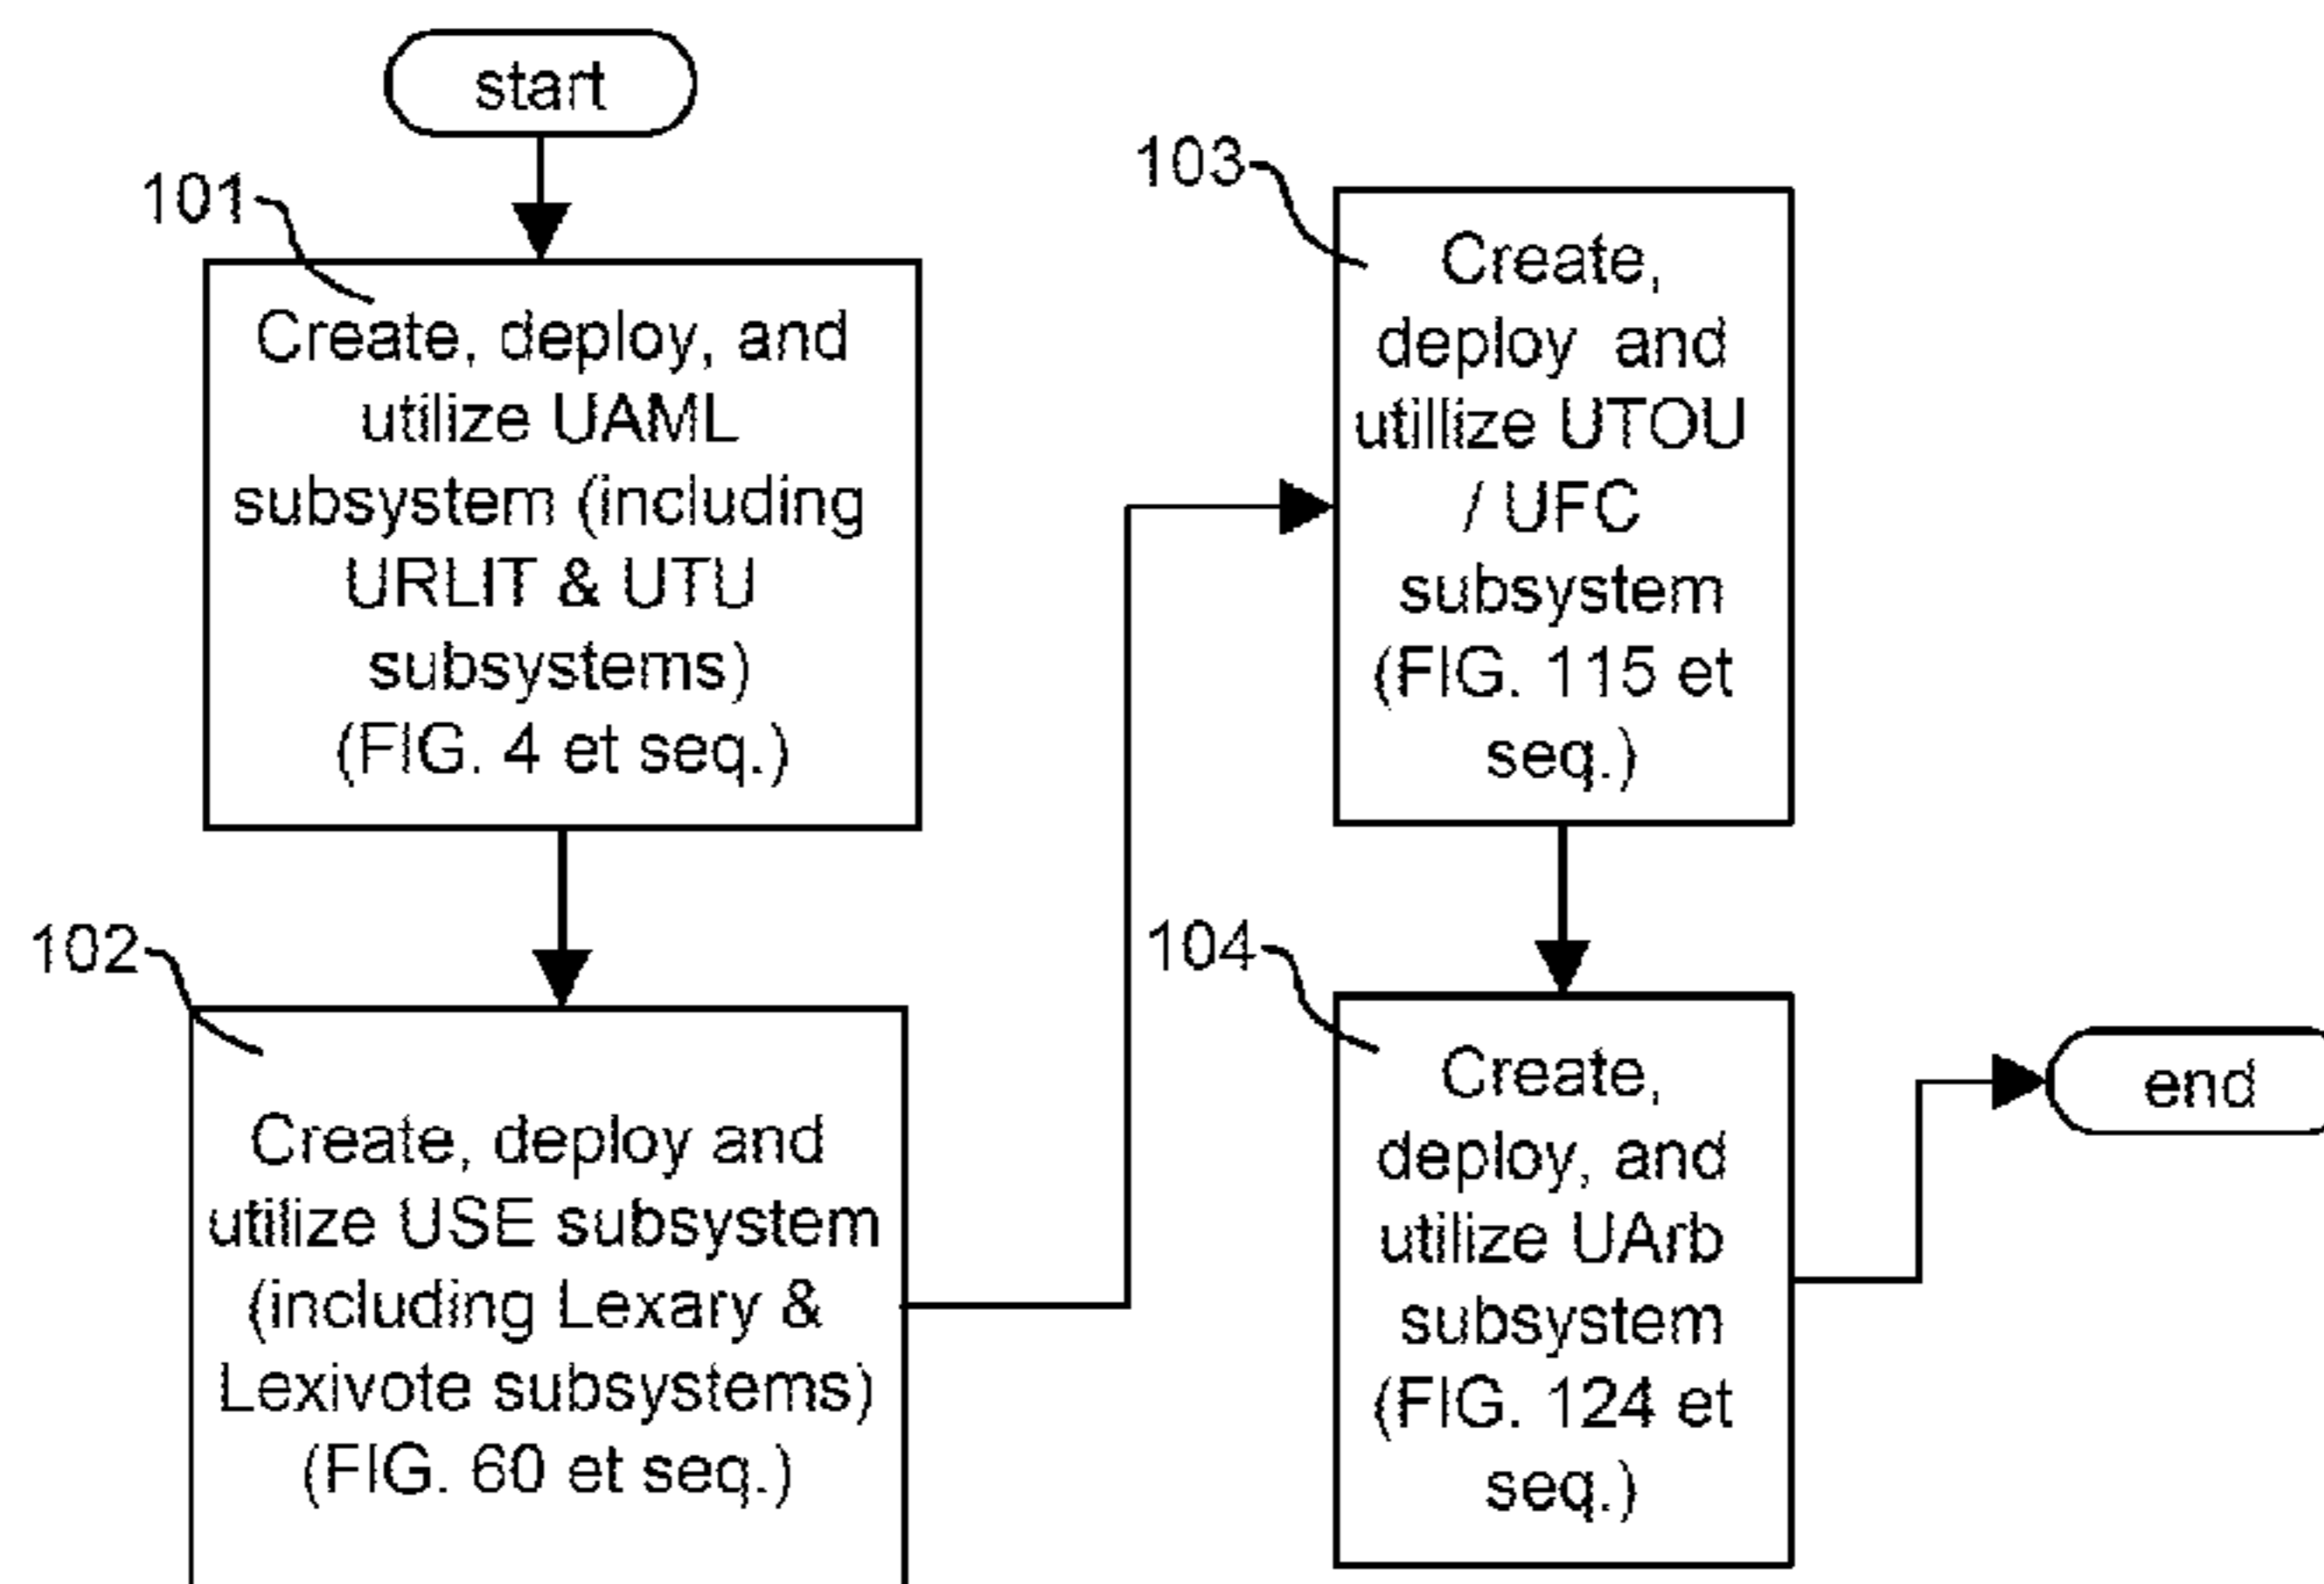 start
101
Create, deploy, and
utilize UAML
subsystem (including
URLIT & UTU
subsystems)
(FIG. 4 et seq.)
102
Create, deploy and
utilize USE subsystem
(including Lexary &
Lexivote subsystems)
(FIG. 60 et seq.)
103
Create,
deploy and
utillize UTOU
/ UFC
subsystem
(FIG. 115 et
seq.)
104
Create,
deploy, and
utilize UArb
subsystem
(FIG. 124 et
seq.)
end